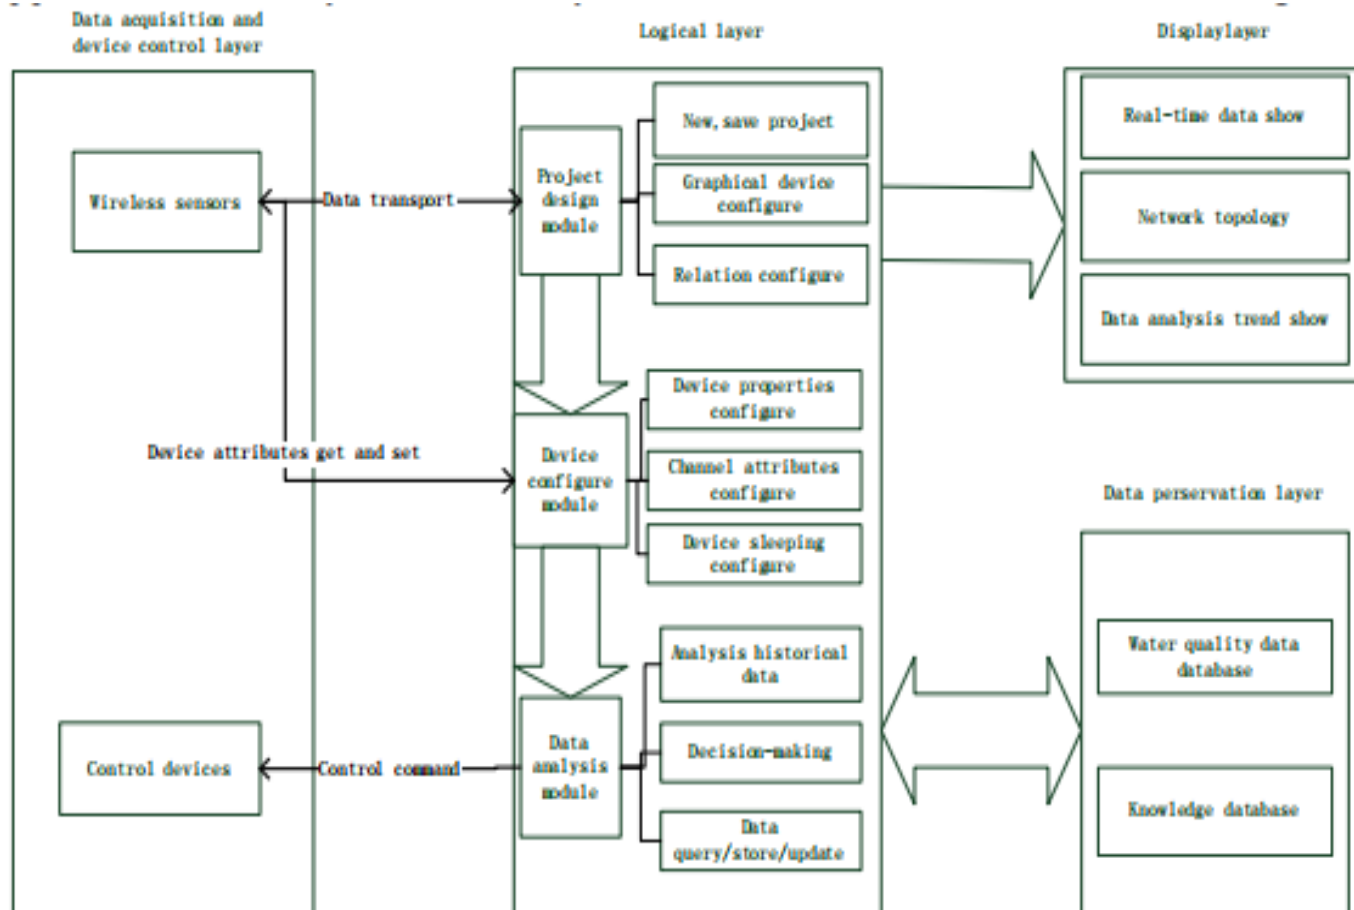 Data acquisition and
device control layer
Wireless sensors
Data transport
Device attributes get and set
Control devices
Control command
Logical layer
Project
design
module
New,save project
Graphical device
configure
Relation configure
Device
configure
module
Device properties
configure
Channel attributes
configure
Device sleeping
configure
Data
analysis
module
Analysis historical
data
Decision-making
Data
query/store/update
Displaylayer
Real-time data show
Network topology
Data analysis trend show
Data perservation layer
Water quality data
database
Knowledge database